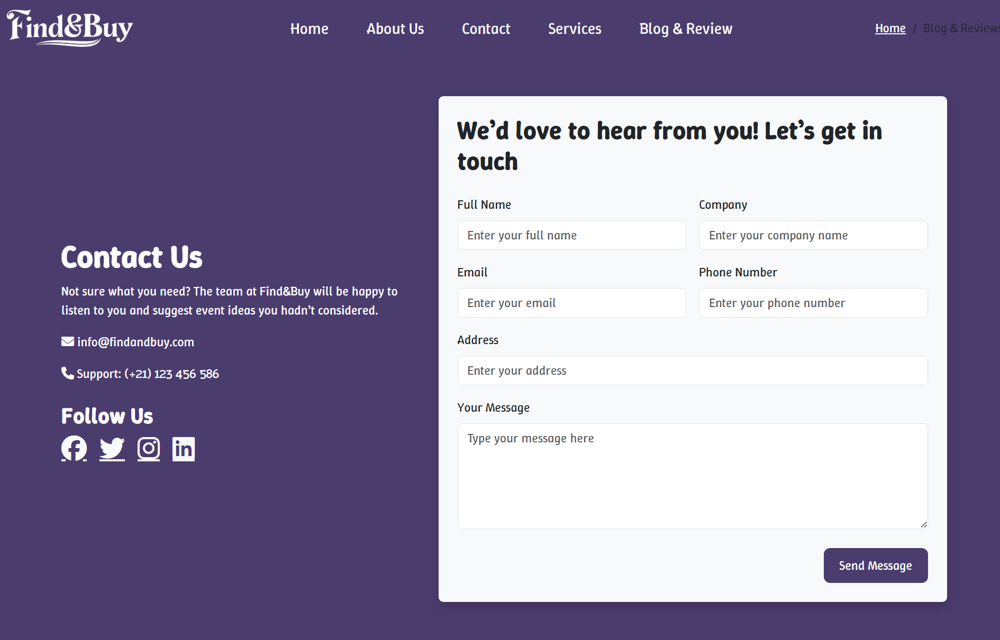 Find&Buy
Home
About Us
Contact
Services
Blog & Review
Home / Blog & Reviews
Contact Us
Not sure what you need? The team at Find&Buy will be happy to
listen to you and suggest event ideas you hadn’t considered.
info@findandbuy.com
Support: (+21) 123 456 586
Follow Us
We’d love to hear from you! Let’s get in
touch
Full Name
Company
Enter your full name
Enter your company name
Email
Phone Number
Enter your email
Enter your phone number
Address
Enter your address
Your Message
Type your message here
Send Message